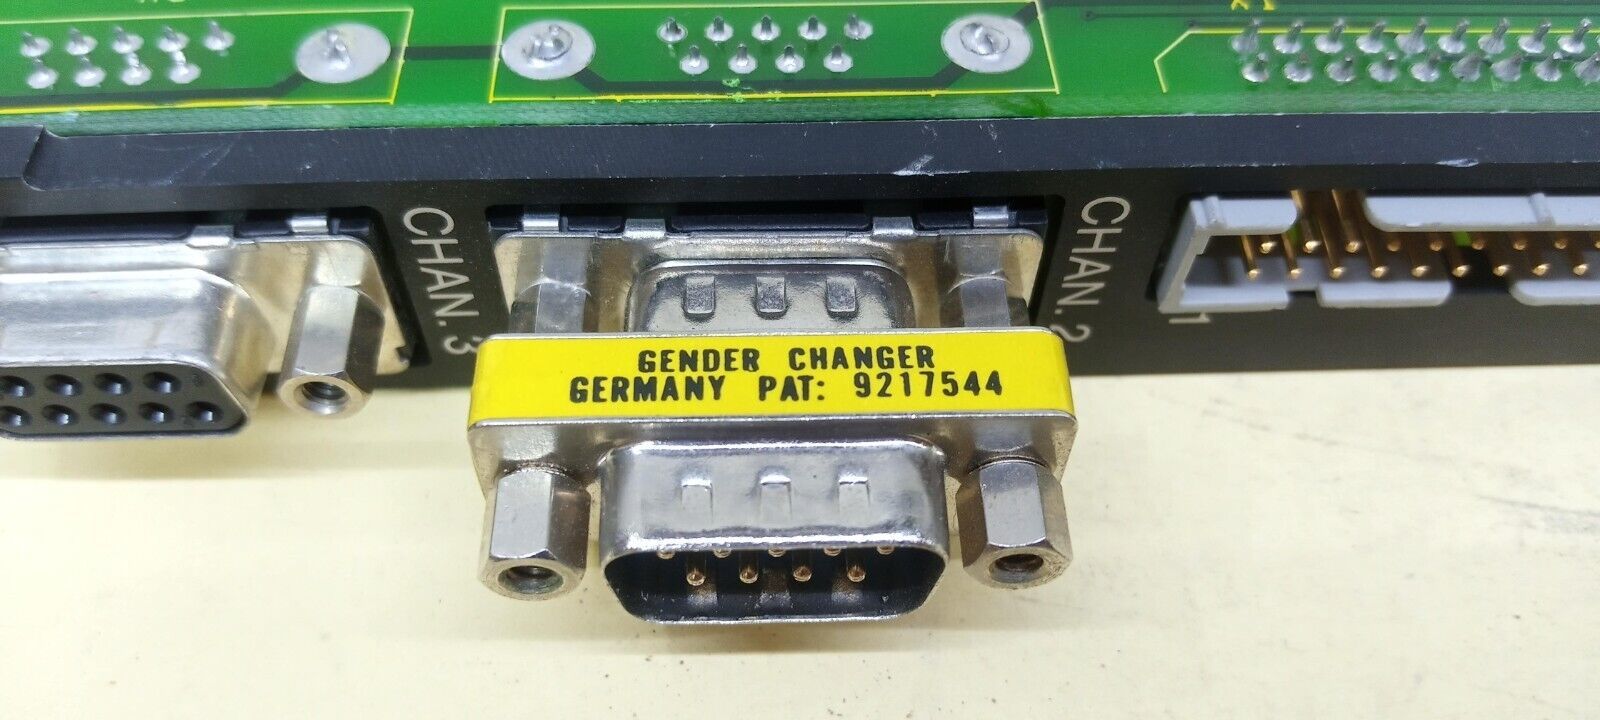 CHAN. 3
GENDER CHANGER
GERMANY PAT: 9217544
CHAN. 2
1